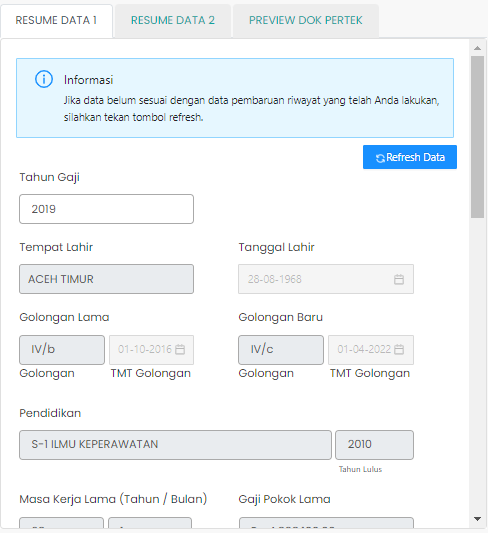 RESUME DATA 1 RESUME DATA 2 PREVIEW DOK PERTEK
Informasi
Jika data belum sesuai dengan data pembaruan riwayat yang telah Anda lakukan,
silahkan tekan tombol refresh.
Refresh Data
Tahun Gaji
2019
Tempat Lahir Tanggal Lahir
ACEH TIMUR 28-08-1968
Golongan Lama Golongan Baru
IV/b 01-10-2016 IV/c 01-04-2022
Golongan TMT Golongan Golongan TMT Golongan
Pendidikan
S-1 ILMU KEPERAWATAN 2010
Tahun Lulus
Masa Kerja Lama (Tahun / Bulan) Gaji Pokok Lama